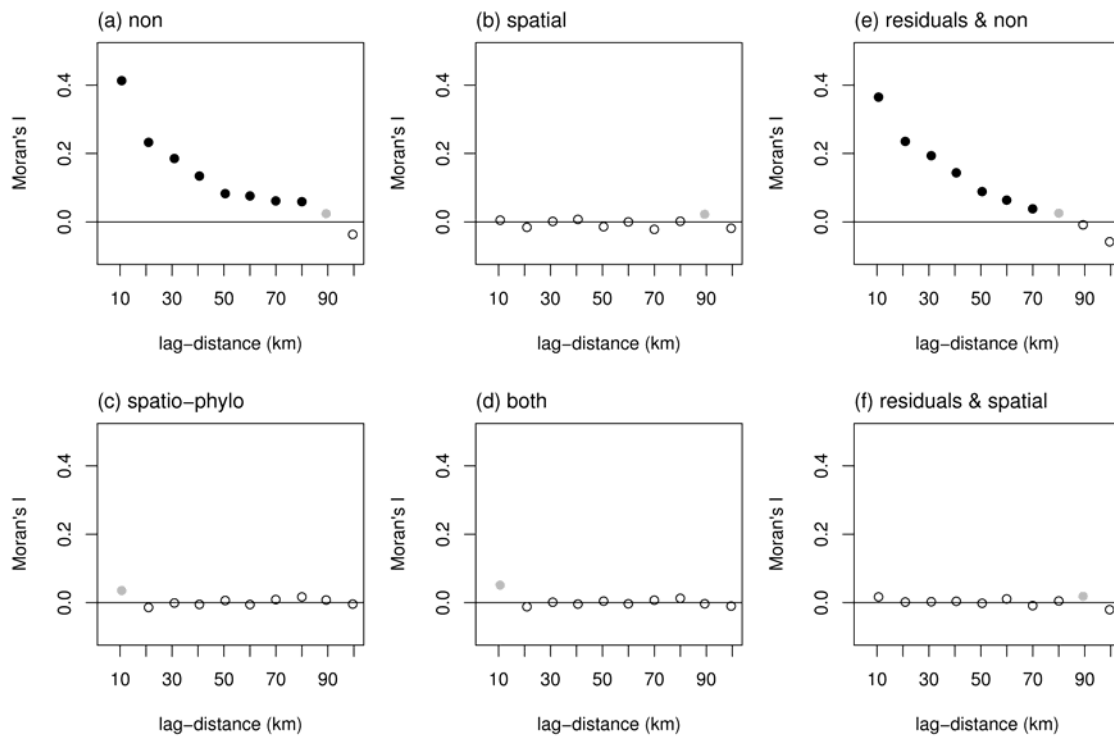 (a) non
Moran's I
0.0 0.2 0.4
10 30 50 70 90
lag−distance (km)
(b) spatial
Moran's I
0.0 0.2 0.4
10 30 50 70 90
lag−distance (km)
(e) residuals & non
Moran's I
0.0 0.2 0.4
10 30 50 70 90
lag−distance (km)
(c) spatio−phylo
Moran's I
0.0 0.2 0.4
10 30 50 70 90
lag−distance (km)
(d) both
Moran's I
0.0 0.2 0.4
10 30 50 70 90
lag−distance (km)
(f) residuals & spatial
Moran's I
0.0 0.2 0.4
10 30 50 70 90
lag−distance (km)